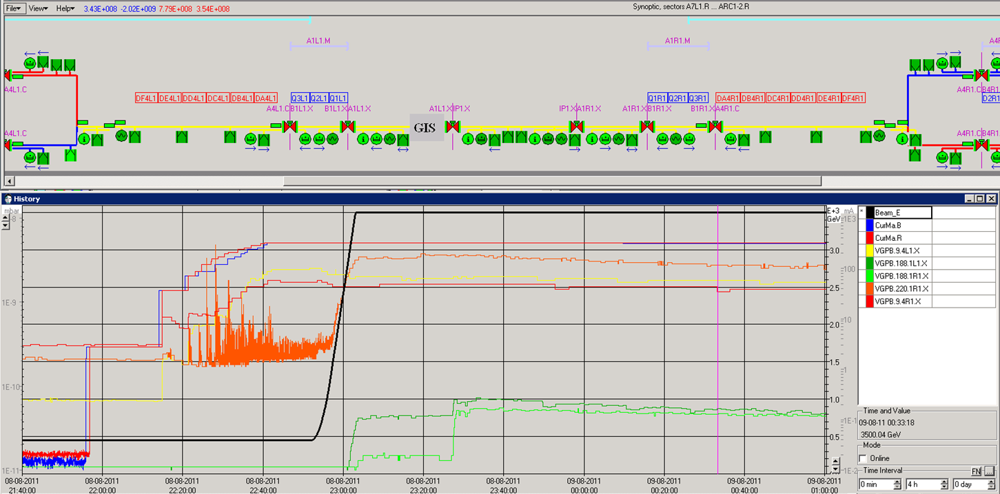 File▾ View▾ Help▾ 3.43E+008 -2.02E+009 7.79E+008 3.54E+008 Synoptic, sectors A7L1.R ... ARC1-2.R
A1L1.M A1R1.M A4R
A4L1.C A4R1.C B4R1
DF4L1 DE4L1 DD4L1 DC4L1 DB4L1 DA4L1 Q3L1 Q2L1 Q1L1 Q1R1 Q2R1 Q3R1 DA4R1 DB4R1 DC4R1 DD4R1 DE4R1 DF4R1 D2R1
A4L1.C B1L1.X B1L1.X A1L1.X A1L1.X IP1.X IP1.X A1R1.X A1R1.X B1R1.X B1R1.X A4R1.C
GIS
A4L1.C A4R1.C B4R1
History
mbar E+3 mA
-8 GeV 1E3
Beam_E
CurMa.B
CurMa.R
VGPB.9.4L1.X
VGPB.188.1L1.X
VGPB.188.1R1.X
VGPB.220.1R1.X
VGPB.9.4R1.X
3.0
100
2.5
1E-9
2.0 10
1.5
1
1E-10
1.0
1E-1
0.5
1E-11 1E-2
Time and Value
09-08-11 00:33:18
3500.04 GeV
Mode
Online
Time Interval FN ...
0 min 4 h 0 day
08-08-2011 08-08-2011 08-08-2011 08-08-2011 08-08-2011 08-08-2011 08-08-2011 09-08-2011 09-08-2011 09-08-2011 09-08-2011
21:40:00 22:00:00 22:20:00 22:40:00 23:00:00 23:20:00 23:40:00 00:00:00 00:20:00 00:40:00 01:00:00